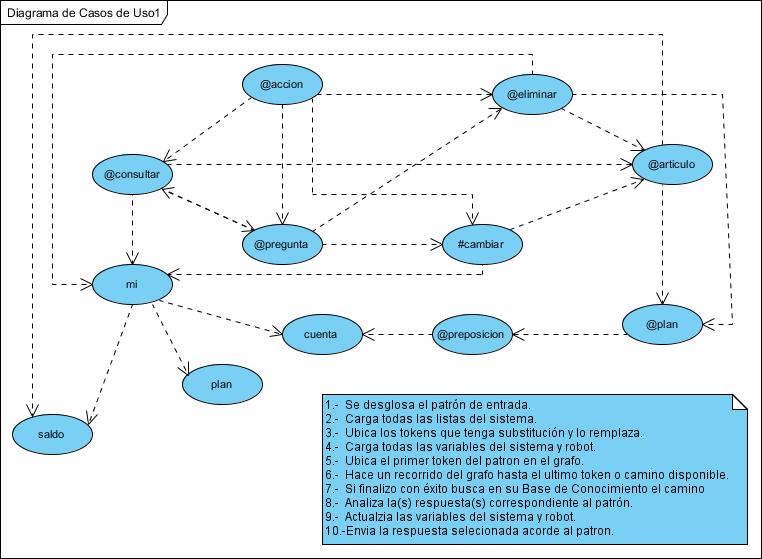 Diagrama de Casos de Uso1
@accion
@eliminar
@consultar
@articulo
@pregunta
#cambiar
mi
cuenta
@preposicion
@plan
plan
saldo
1.- Se desglosa el patrón de entrada.
2.- Carga todas las listas del sistema.
3.- Ubica los tokens que tenga substitución y lo remplaza.
4.- Carga todas las variables del sistema y robot.
5.- Ubica el primer token del patron en el grafo.
6.- Hace un recorrido del grafo hasta el ultimo token o camino disponible.
7.- Si finalizo con éxito busca en su Base de Conocimiento el camino
8.- Analiza la(s) respuesta(s) correspondiente al patrón.
9.- Actualzia las variables del sistema y robot.
10.-Envia la respuesta selecionada acorde al patron.